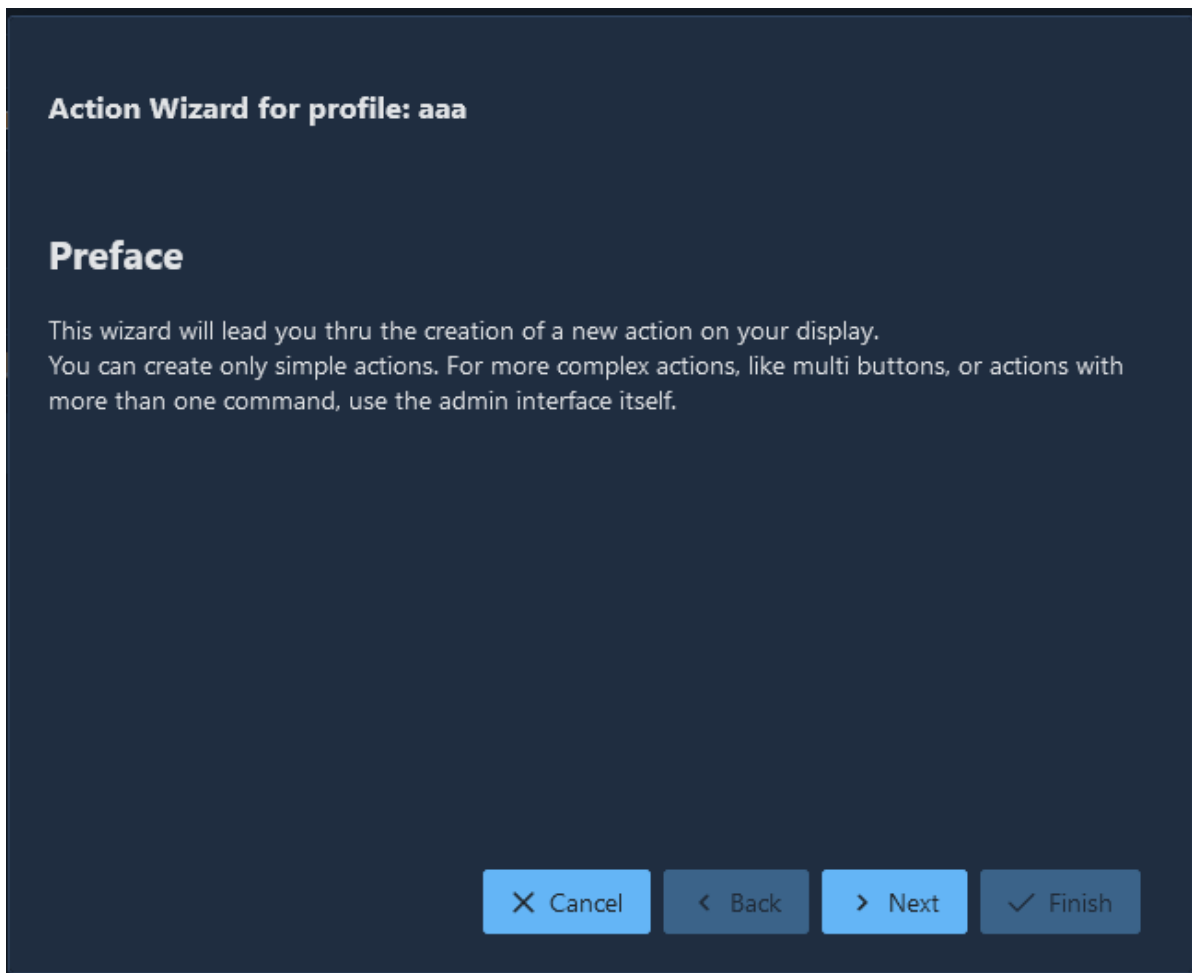 Action Wizard for profile: aaa
Preface
This wizard will lead you thru the creation of a new action on your display.
You can create only simple actions. For more complex actions, like multi buttons, or actions with
more than one command, use the admin interface itself.
Cancel Back Next Finish